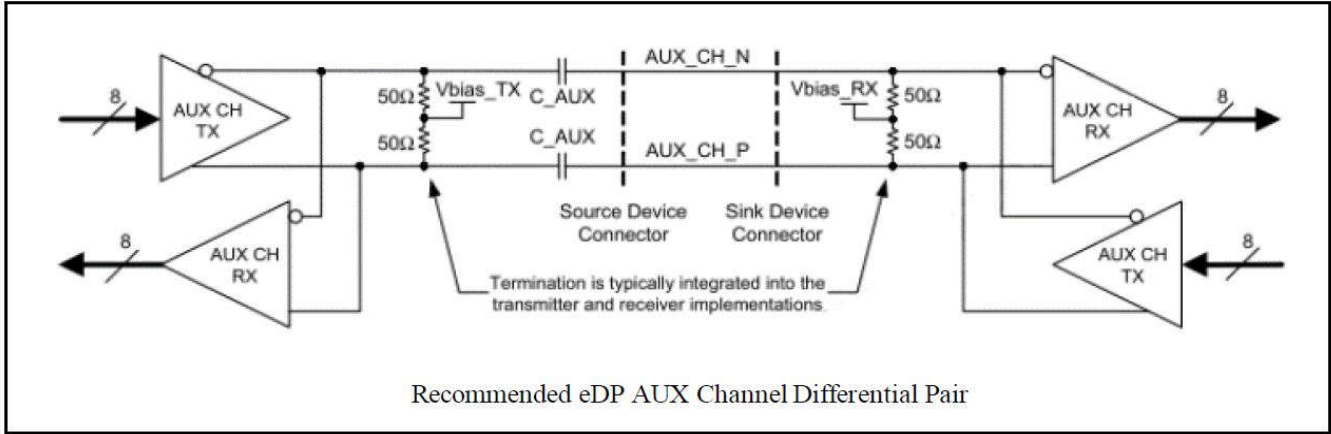 8
AUX CH
TX
50Ω
50Ω
Vbias_TX
C_AUX
C_AUX
AUX_CH_N
AUX_CH_P
Vbias_RX
50Ω
50Ω
AUX CH
RX
8
Source Device
Connector
Sink Device
Connector
8
AUX CH
RX
Termination is typically integrated into the
transmitter and receiver implementations
AUX CH
TX
8
Recommended eDP AUX Channel Differential Pair